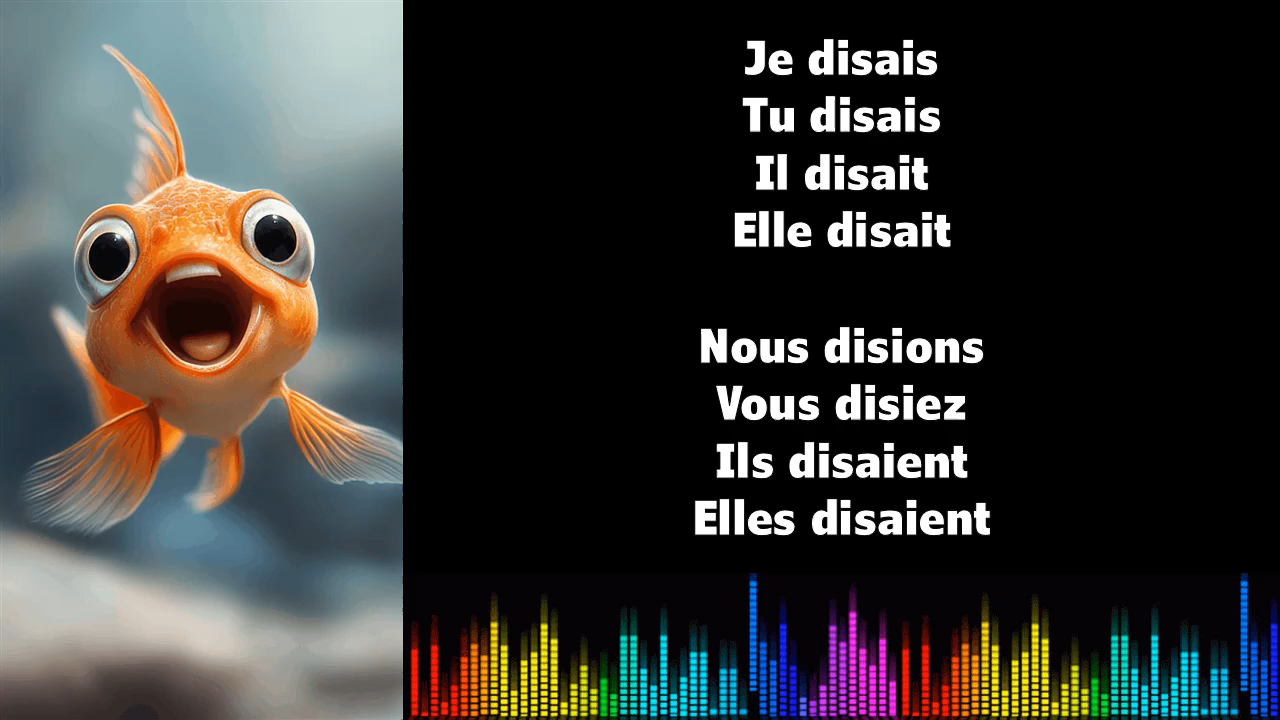 Je disais
Tu disais
Il disait
Elle disait
Nous disions
Vous disiez
Ils disaient
Elles disaient